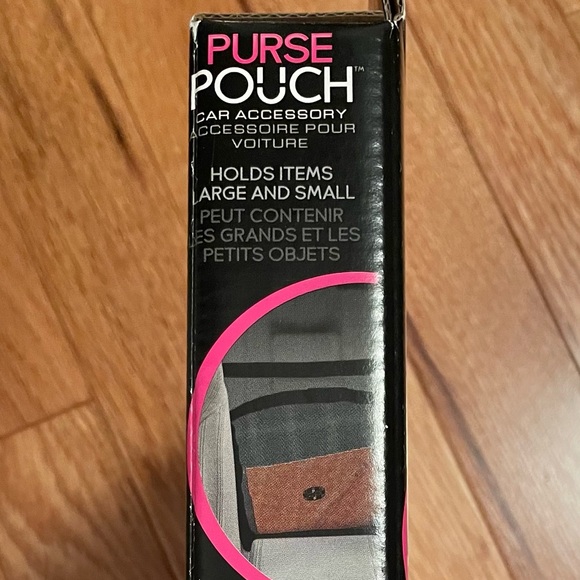 PURSE
POUCH™
CAR ACCESSORY
ACCESSOIRE POUR
VOITURE
HOLDS ITEMS
LARGE AND SMALL
PEUT CONTENIR
LES GRANDS ET LES
PETITS OBJETS